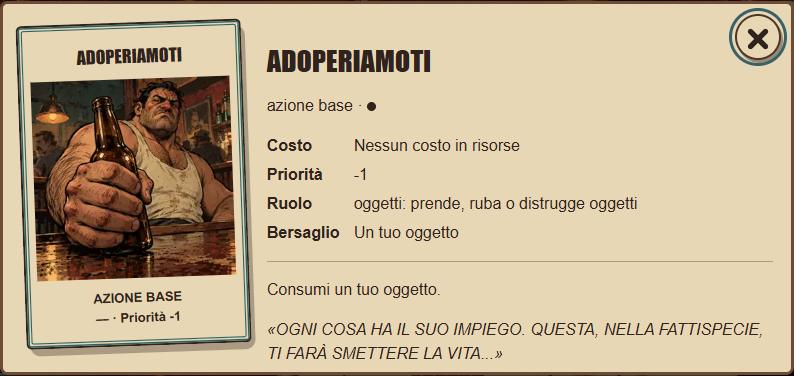 ADOPERIAMOTI
AZIONE BASE
— · Priorità -1
ADOPERIAMOTI
azione base · ●
Costo Nessun costo in risorse
Priorità -1
Ruolo oggetti: prende, ruba o distrugge oggetti
Bersaglio Un tuo oggetto
Consumi un tuo oggetto.
«OGNI COSA HA IL SUO IMPIEGO. QUESTA, NELLA FATTISPECIE,
TI FARÀ SMETTERE LA VITA...»